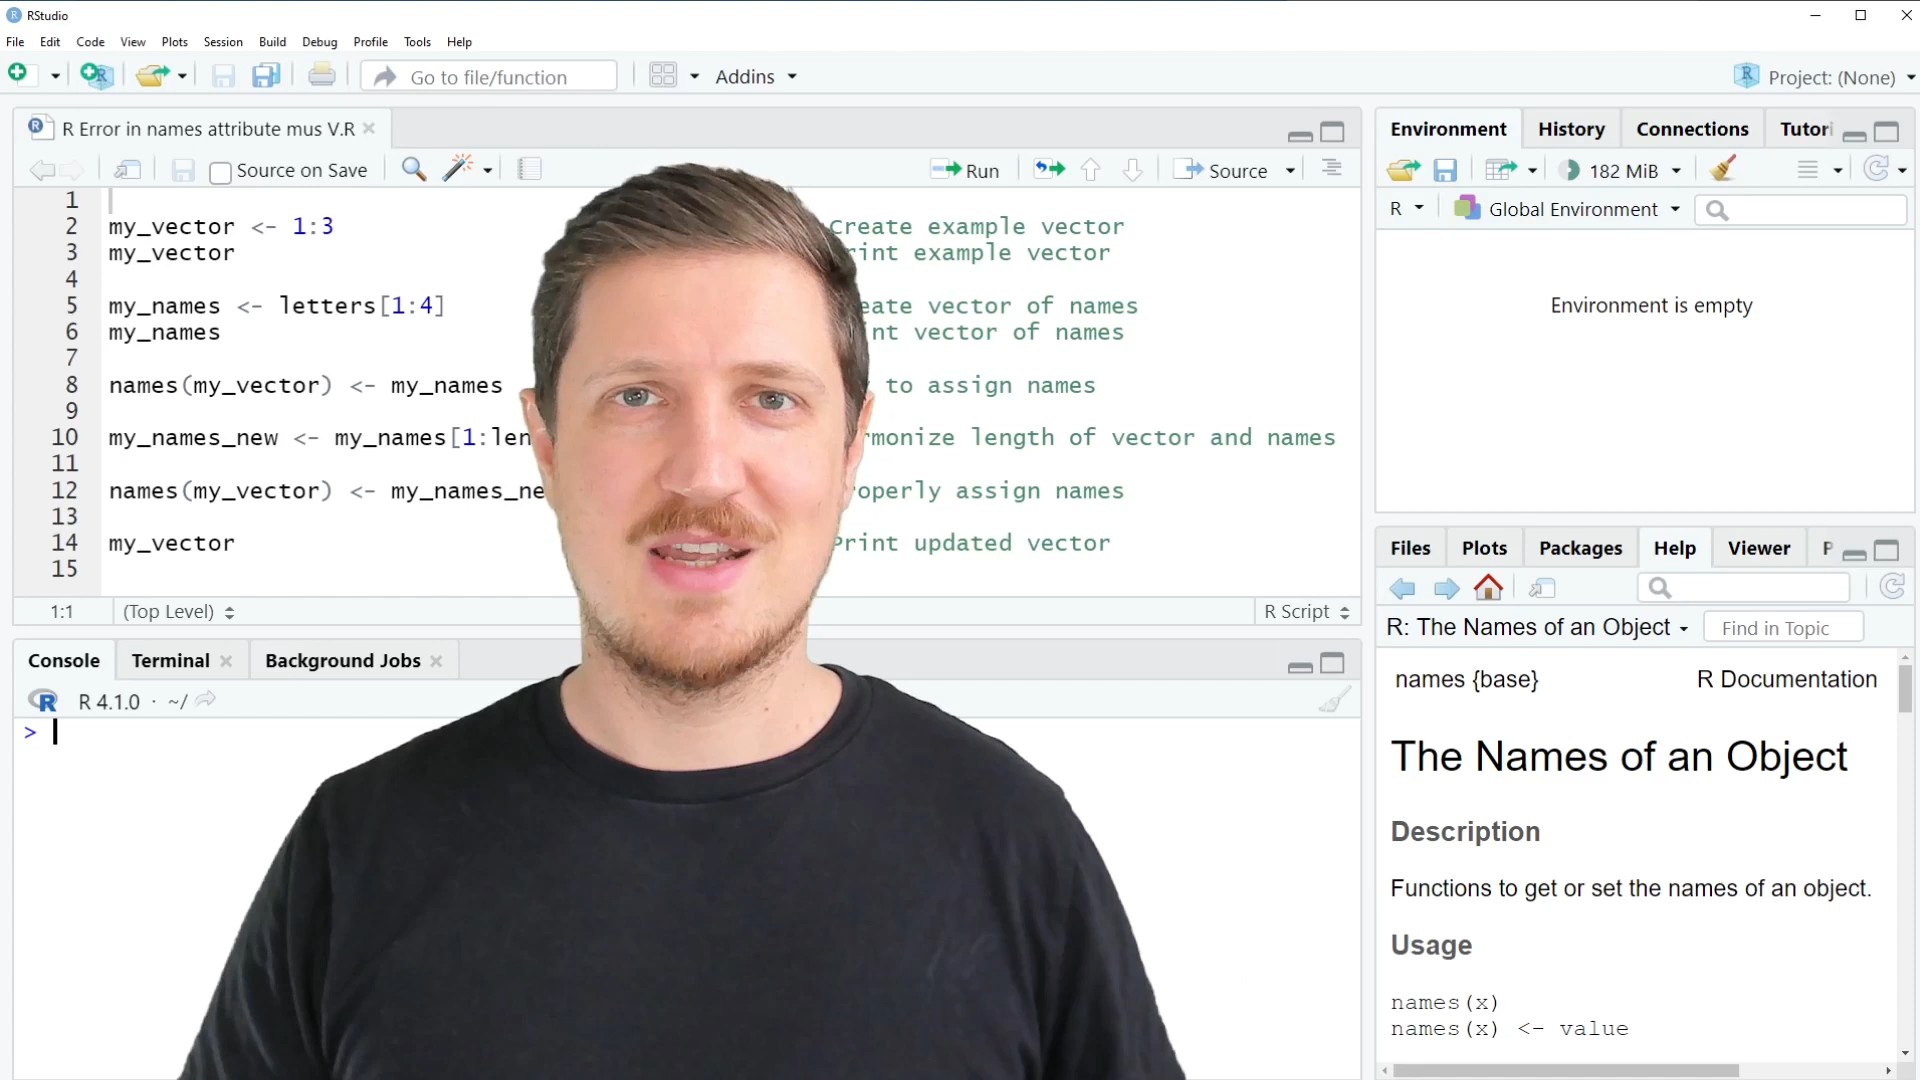 RStudio
File Edit Code View Plots Session Build Debug Profile Tools Help
Go to file/function Addins Project: (None)
R Error in names attribute mus V.R
Source on Save Run Source
1
2 my_vector <- 1:3 Create example vector
3 my_vector example vector
4
5 my_names <- letters[1:4] vector of names
6 my_names vector of names
7
8 names(my_vector) <- my_names to assign names
9
10 my_names_new <- my_names[1:len length of vector and names
11
12 names(my_vector) <- my_names_ne assign names
13
14 my_vector Print updated vector
15
1:1 (Top Level) R Script
Console Terminal Background Jobs
R 4.1.0 · ~/
>
Environment History Connections Tutori
182 MiB
R Global Environment
Environment is empty
Files Plots Packages Help Viewer P
R: The Names of an Object Find in Topic
names {base} R Documentation
The Names of an Object
Description
Functions to get or set the names of an object.
Usage
names(x)
names(x) <- value